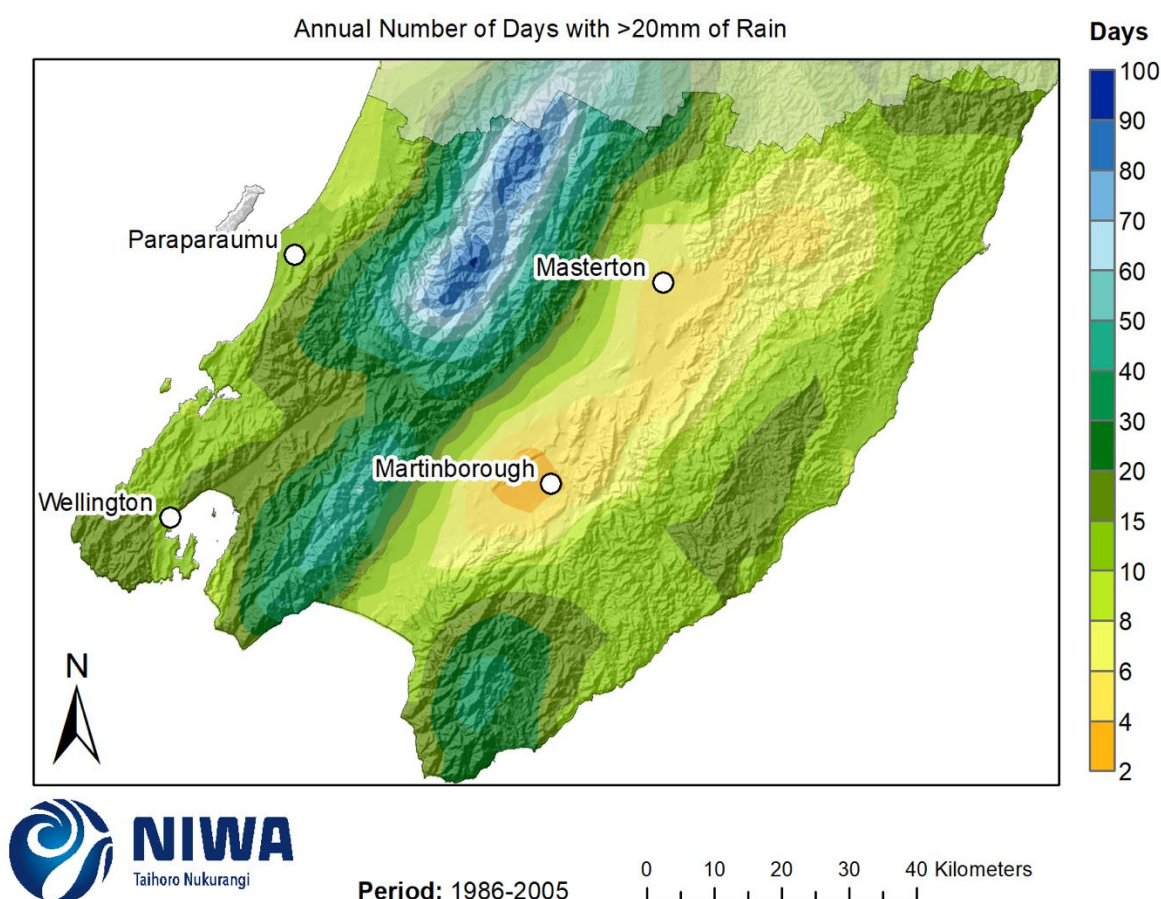 Annual Number of Days with >20mm of Rain
Days
100
90
80
70
60
50
40
30
20
15
10
8
6
4
2
Paraparaumu
Masterton
Martinborough
Wellington
N
NIWA
Taihoro Nukurangi
Period: 1986-2005
0 10 20 30 40 Kilometers